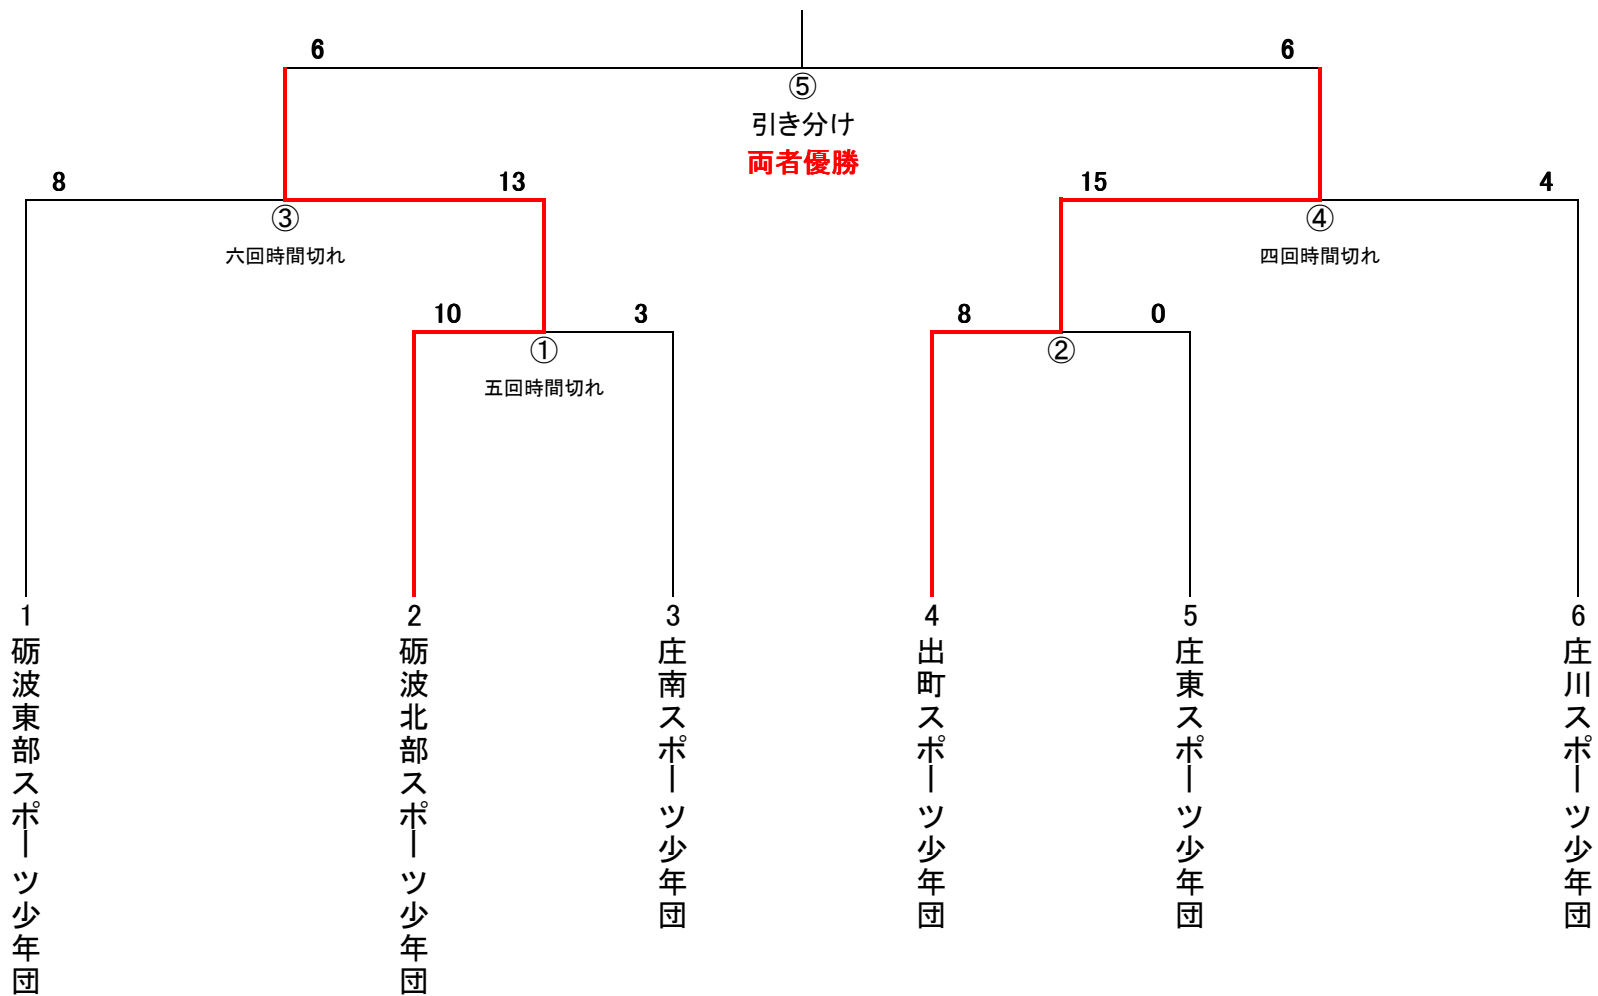 6
6
⑤
引き分け
両者優勝
8
13
15
4
③
④
六回時間切れ
四回時間切れ
10
3
8
0
①
②
五回時間切れ
1
2
3
4
5
6
砺波東部スポーツ少年団
砺波北部スポーツ少年団
庄南スポーツ少年団
出町スポーツ少年団
庄東スポーツ少年団
庄川スポーツ少年団